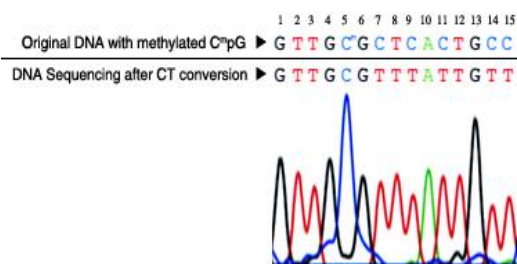 1 2 3 4 5 6 7 8 9 10 11 12 13 14 15
Original DNA with methylated CᵐpG ▶ G T T G Cᵐ G C T C A C T G C C
DNA Sequencing after CT conversion ▶ G T T G C G T T T A T T G T T